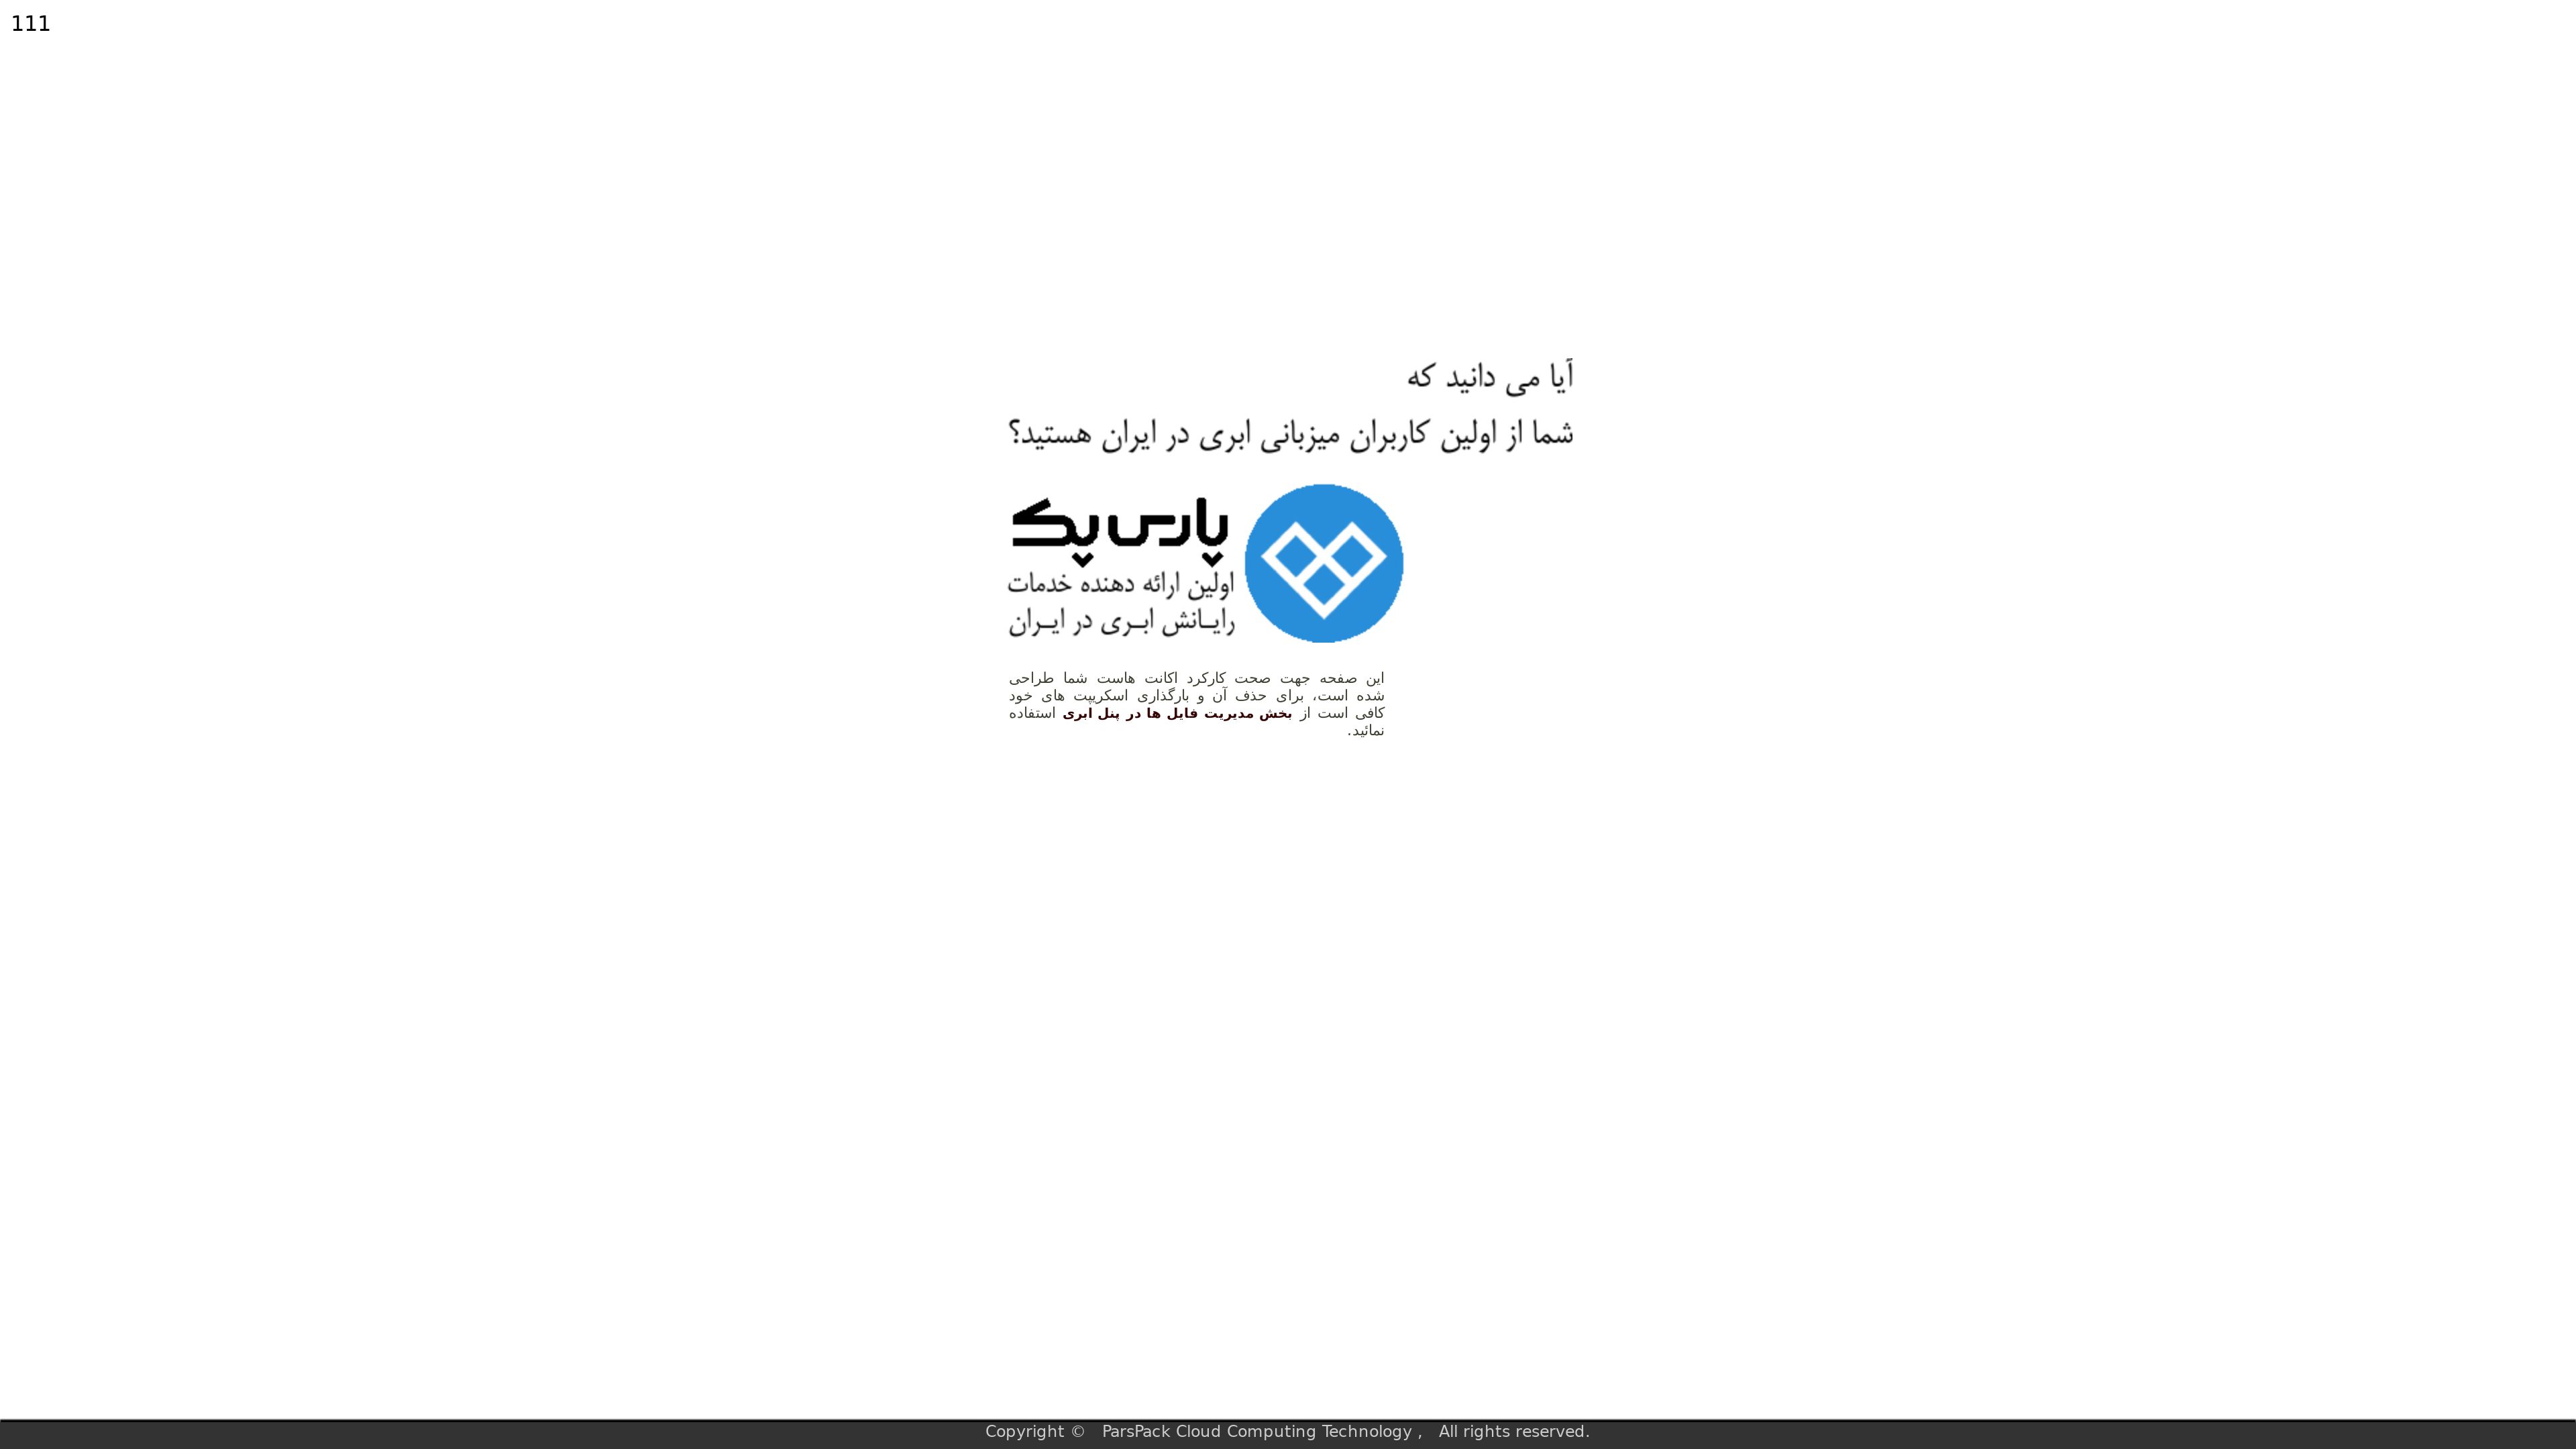 111
آیا می دانید که
شما از اولین کاربران میزبانی ابری در ایران هستید؟
پارس پک
اولین ارائه دهنده خدمات
رایـانش ابـری در ایـران
این صفحه جهت صحت کارکرد اکانت هاست شما طراحی
شده است، برای حذف آن و بارگذاری اسکریپت های خود
کافی است از بخش مدیریت فایل ها در پنل ابری استفاده
نمائید.
Copyright © ParsPack Cloud Computing Technology , All rights reserved.